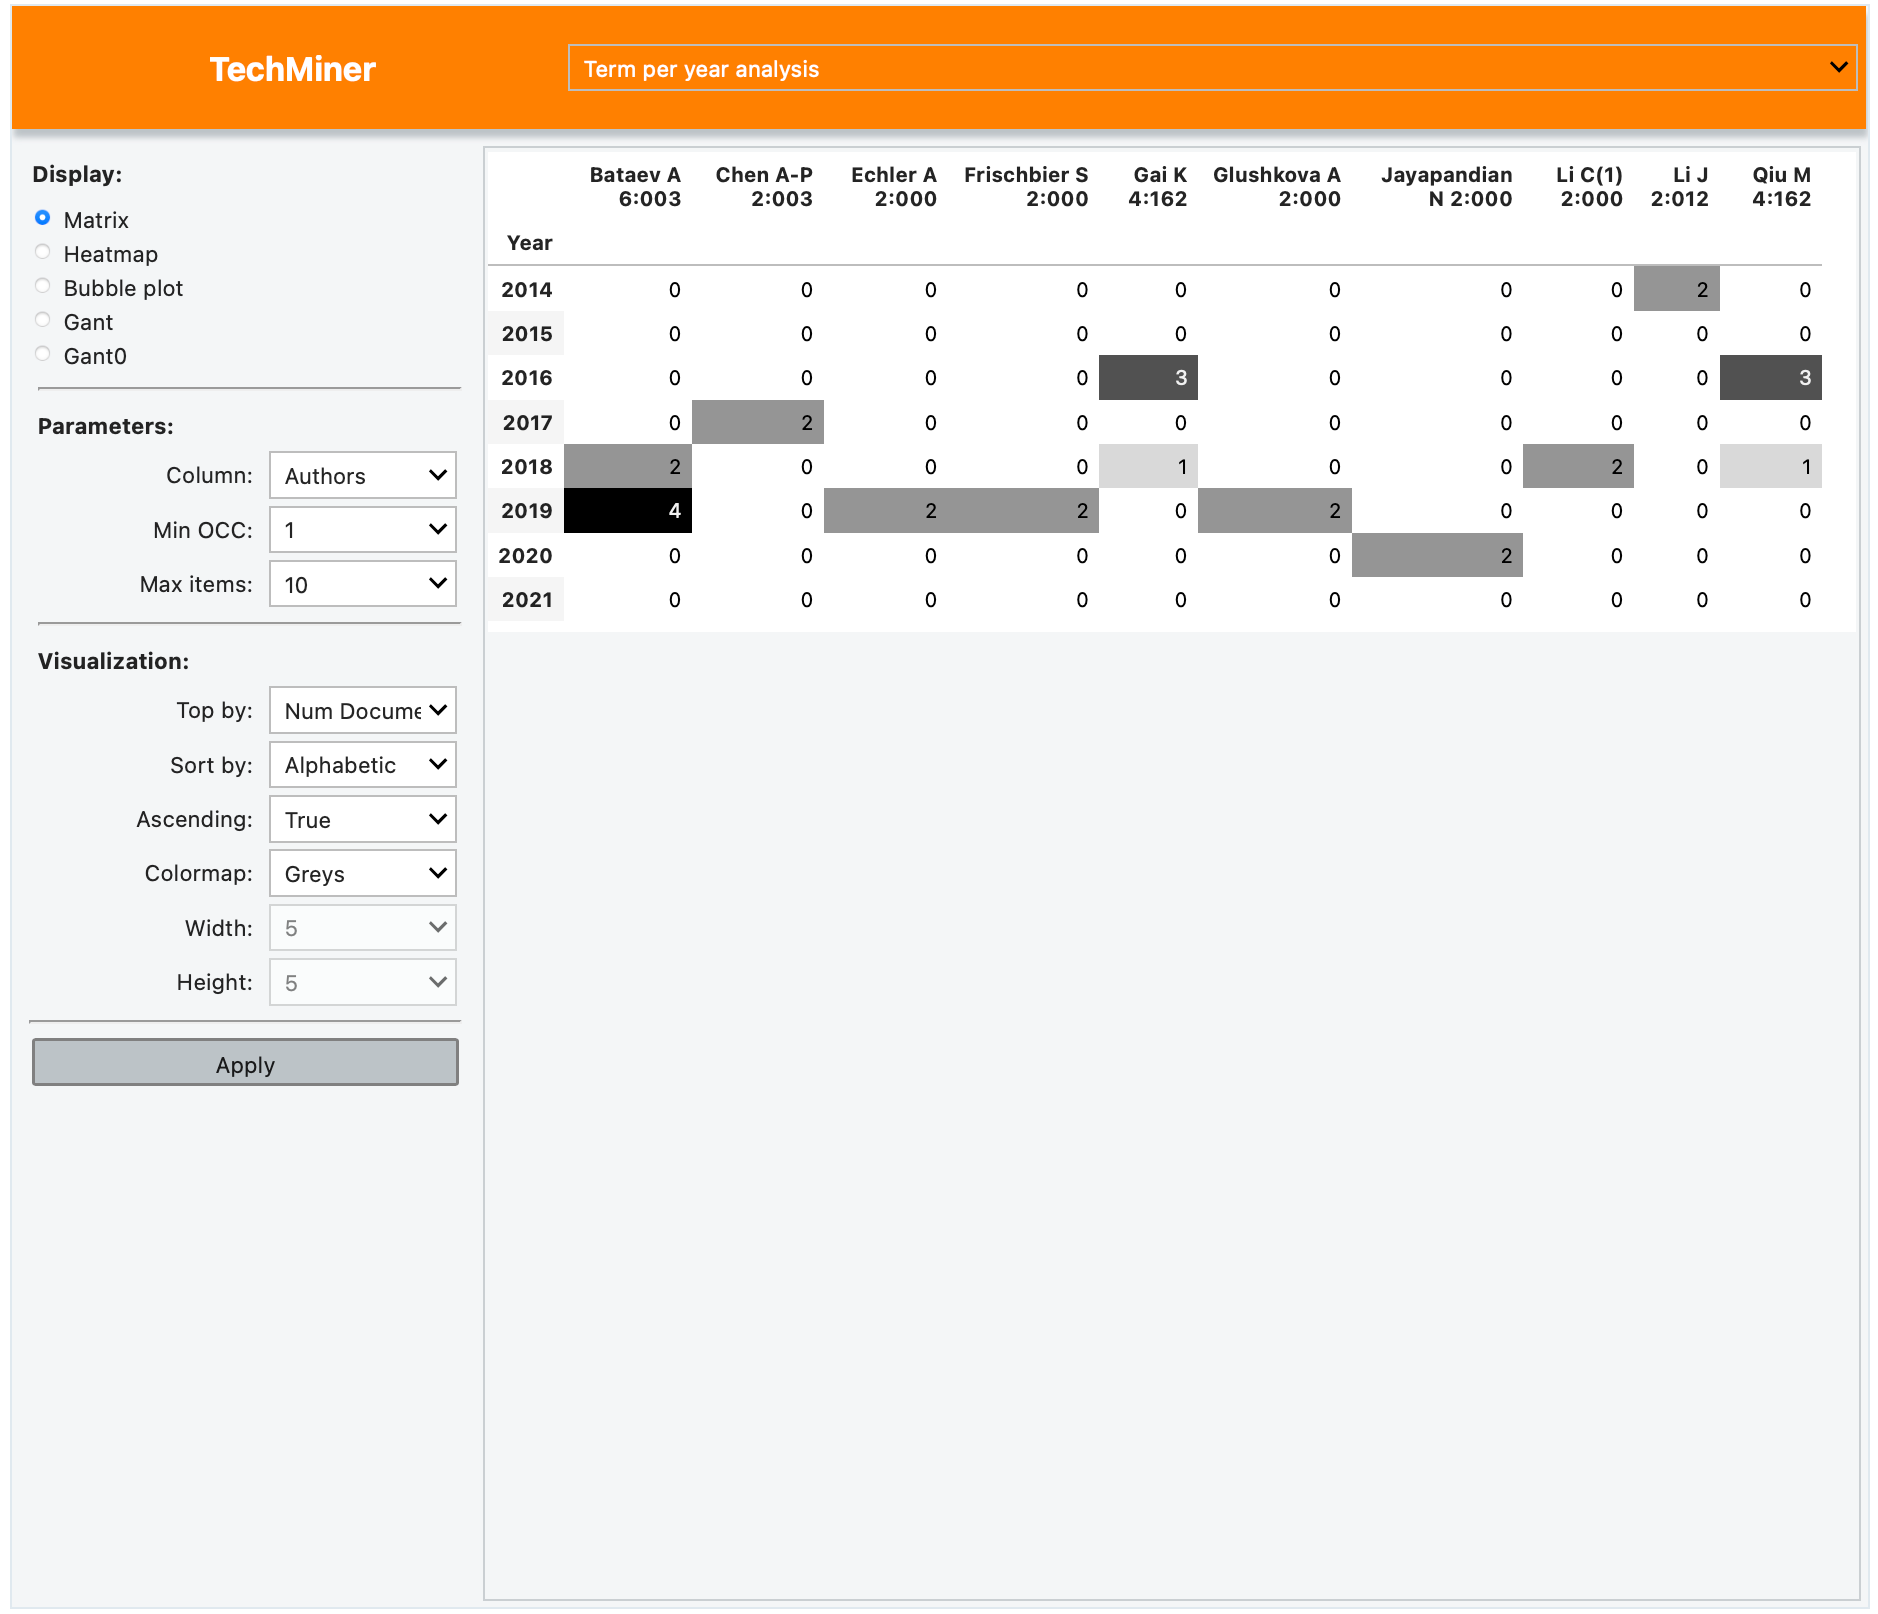 TechMiner
Term per year analysis
Display:
Matrix
Heatmap
Bubble plot
Gant
Gant0
Parameters:
Column: Authors
Min OCC: 1
Max items: 10
Visualization:
Top by: Num Docume
Sort by: Alphabetic
Ascending: True
Colormap: Greys
Width: 5
Height: 5
Apply
Bataev A Chen A-P Echler A Frischbier S Gai K Glushkova A Jayapandian Li C(1) Li J Qiu M
6:003 2:003 2:000 2:000 4:162 2:000 N 2:000 2:000 2:012 4:162
Year
2014 0 0 0 0 0 0 0 0 2 0
2015 0 0 0 0 0 0 0 0 0 0
2016 0 0 0 0 3 0 0 0 0 3
2017 0 2 0 0 0 0 0 0 0 0
2018 2 0 0 0 1 0 0 2 0 1
2019 4 0 2 2 0 2 0 0 0 0
2020 0 0 0 0 0 0 2 0 0 0
2021 0 0 0 0 0 0 0 0 0 0